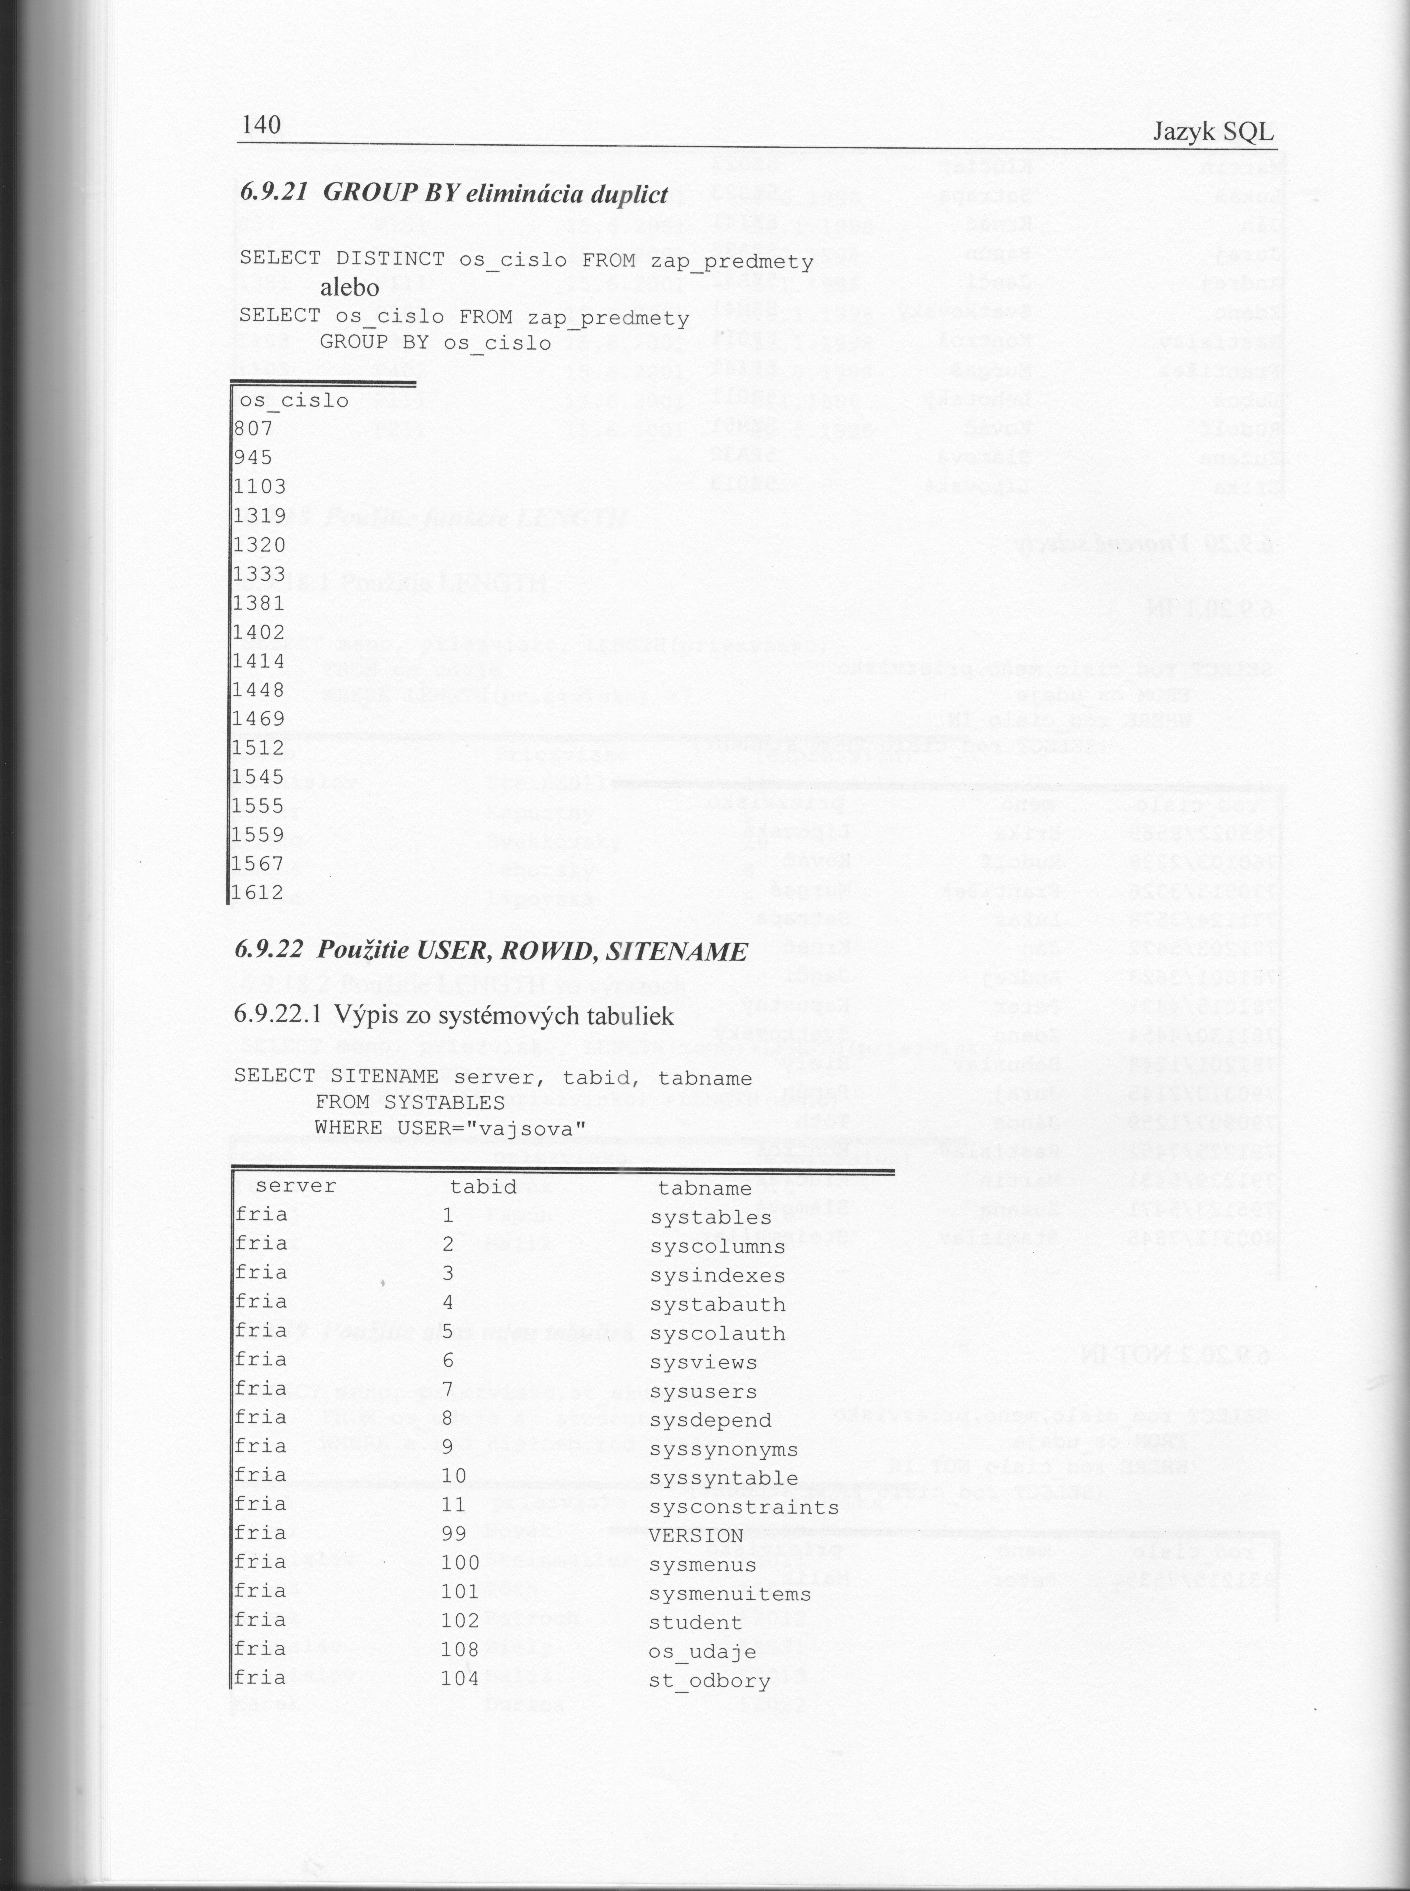 140 Jazyk SQL
6.9.21 GROUP BY eliminácia duplict
SELECT DISTINCT os_cislo FROM zap_predmety
alebo
SELECT os_cislo FROM zap_predmety
GROUP BY os_cislo
os_cislo
807
945
1103
1319
1320
1333
1381
1402
1414
1448
1469
1512
1545
1555
1559
1567
1612
6.9.22 Použitie USER, ROWID, SITENAME
6.9.22.1 Výpis zo systémových tabuliek
SELECT SITENAME server, tabid, tabname
FROM SYSTABLES
WHERE USER="vajsova"
server tabid tabname
fria 1 systables
fria 2 syscolumns
fria 3 sysindexes
fria 4 systabauth
fria 5 syscolauth
fria 6 sysviews
fria 7 sysusers
fria 8 sysdepend
fria 9 syssynonyms
fria 10 syssyntable
fria 11 sysconstraints
fria 99 VERSION
fria 100 sysmenus
fria 101 sysmenuitems
fria 102 student
fria 108 os_udaje
fria 104 st_odbory